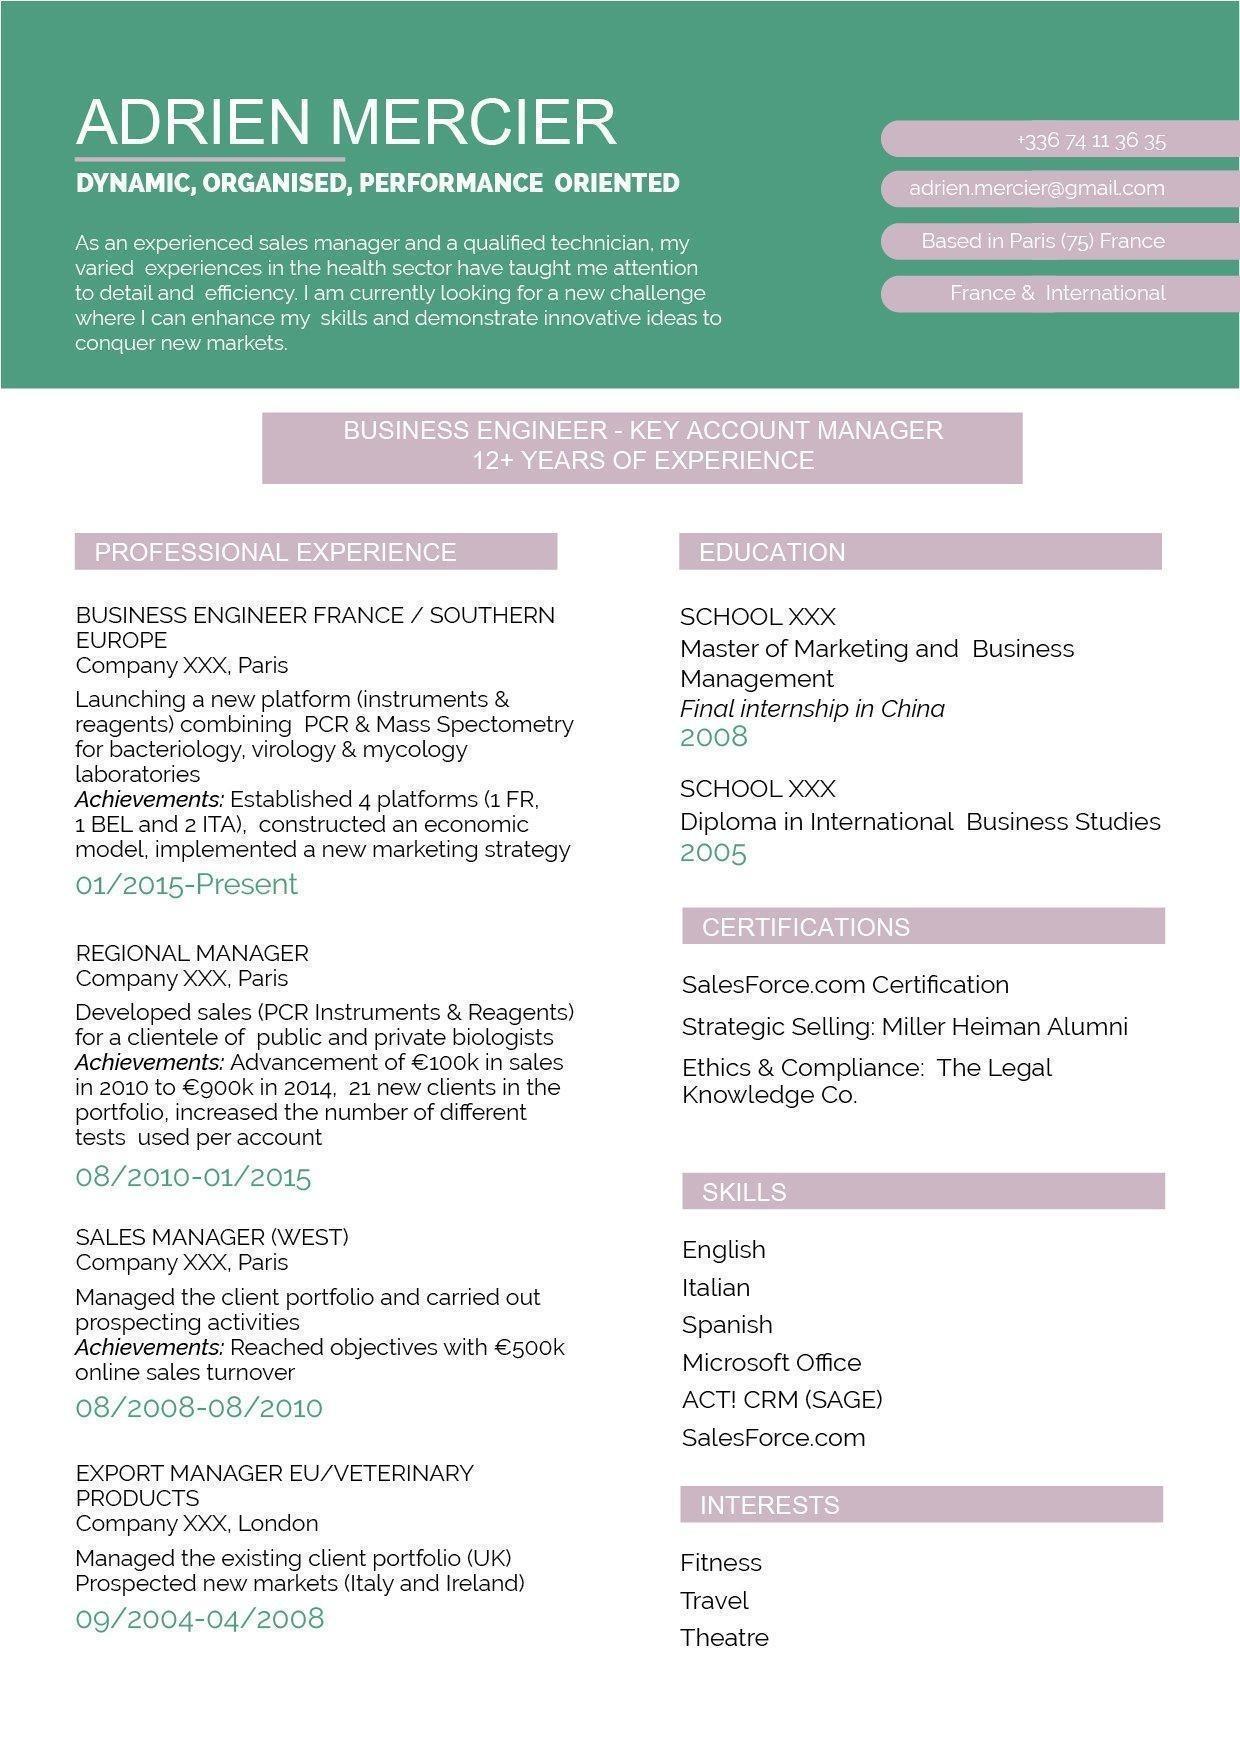 ADRIEN MERCIER
DYNAMIC, ORGANISED, PERFORMANCE ORIENTED
As an experienced sales manager and a qualified technician, my
varied experiences in the health sector have taught me attention
to detail and efficiency. I am currently looking for a new challenge
where I can enhance my skills and demonstrate innovative ideas to
conquer new markets.
+336 74 11 36 35
adrien.mercier@gmail.com
Based in Paris (75) France
France & International
BUSINESS ENGINEER - KEY ACCOUNT MANAGER
12+ YEARS OF EXPERIENCE
PROFESSIONAL EXPERIENCE
BUSINESS ENGINEER FRANCE / SOUTHERN
EUROPE
Company XXX, Paris
Launching a new platform (instruments &
reagents) combining PCR & Mass Spectometry
for bacteriology, virology & mycology
laboratories
Achievements: Established 4 platforms (1 FR,
1 BEL and 2 ITA), constructed an economic
model, implemented a new marketing strategy
01/2015-Present
REGIONAL MANAGER
Company XXX, Paris
Developed sales (PCR Instruments & Reagents)
for a clientele of public and private biologists
Achievements: Advancement of €100k in sales
in 2010 to €900k in 2014, 21 new clients in the
portfolio, increased the number of different
tests used per account
08/2010-01/2015
SALES MANAGER (WEST)
Company XXX, Paris
Managed the client portfolio and carried out
prospecting activities
Achievements: Reached objectives with €500k
online sales turnover
08/2008-08/2010
EXPORT MANAGER EU/VETERINARY
PRODUCTS
Company XXX, London
Managed the existing client portfolio (UK)
Prospected new markets (Italy and Ireland)
09/2004-04/2008
EDUCATION
SCHOOL XXX
Master of Marketing and Business
Management
Final internship in China
2008
SCHOOL XXX
Diploma in International Business Studies
2005
CERTIFICATIONS
SalesForce.com Certification
Strategic Selling: Miller Heiman Alumni
Ethics & Compliance: The Legal
Knowledge Co.
SKILLS
English
Italian
Spanish
Microsoft Office
ACT! CRM (SAGE)
SalesForce.com
INTERESTS
Fitness
Travel
Theatre